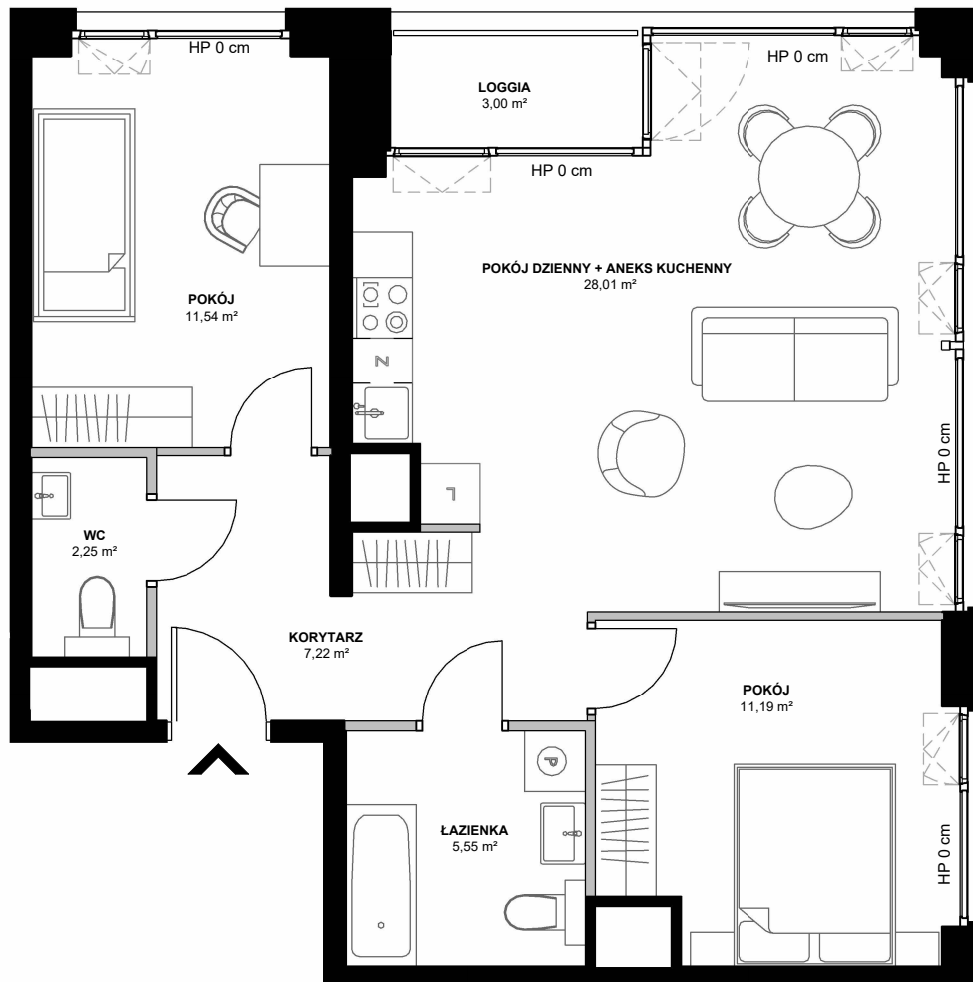 HP 0 cm
HP 0 cm
LOGGIA
3,00 m²
HP 0 cm
POKÓJ DZIENNY + ANEKS KUCHENNY
28,01 m²
POKÓJ
11,54 m²
Z
L
HP 0 cm
WC
2,25 m²
KORYTARZ
7,22 m²
POKÓJ
11,19 m²
P
ŁAZIENKA
5,55 m²
HP 0 cm